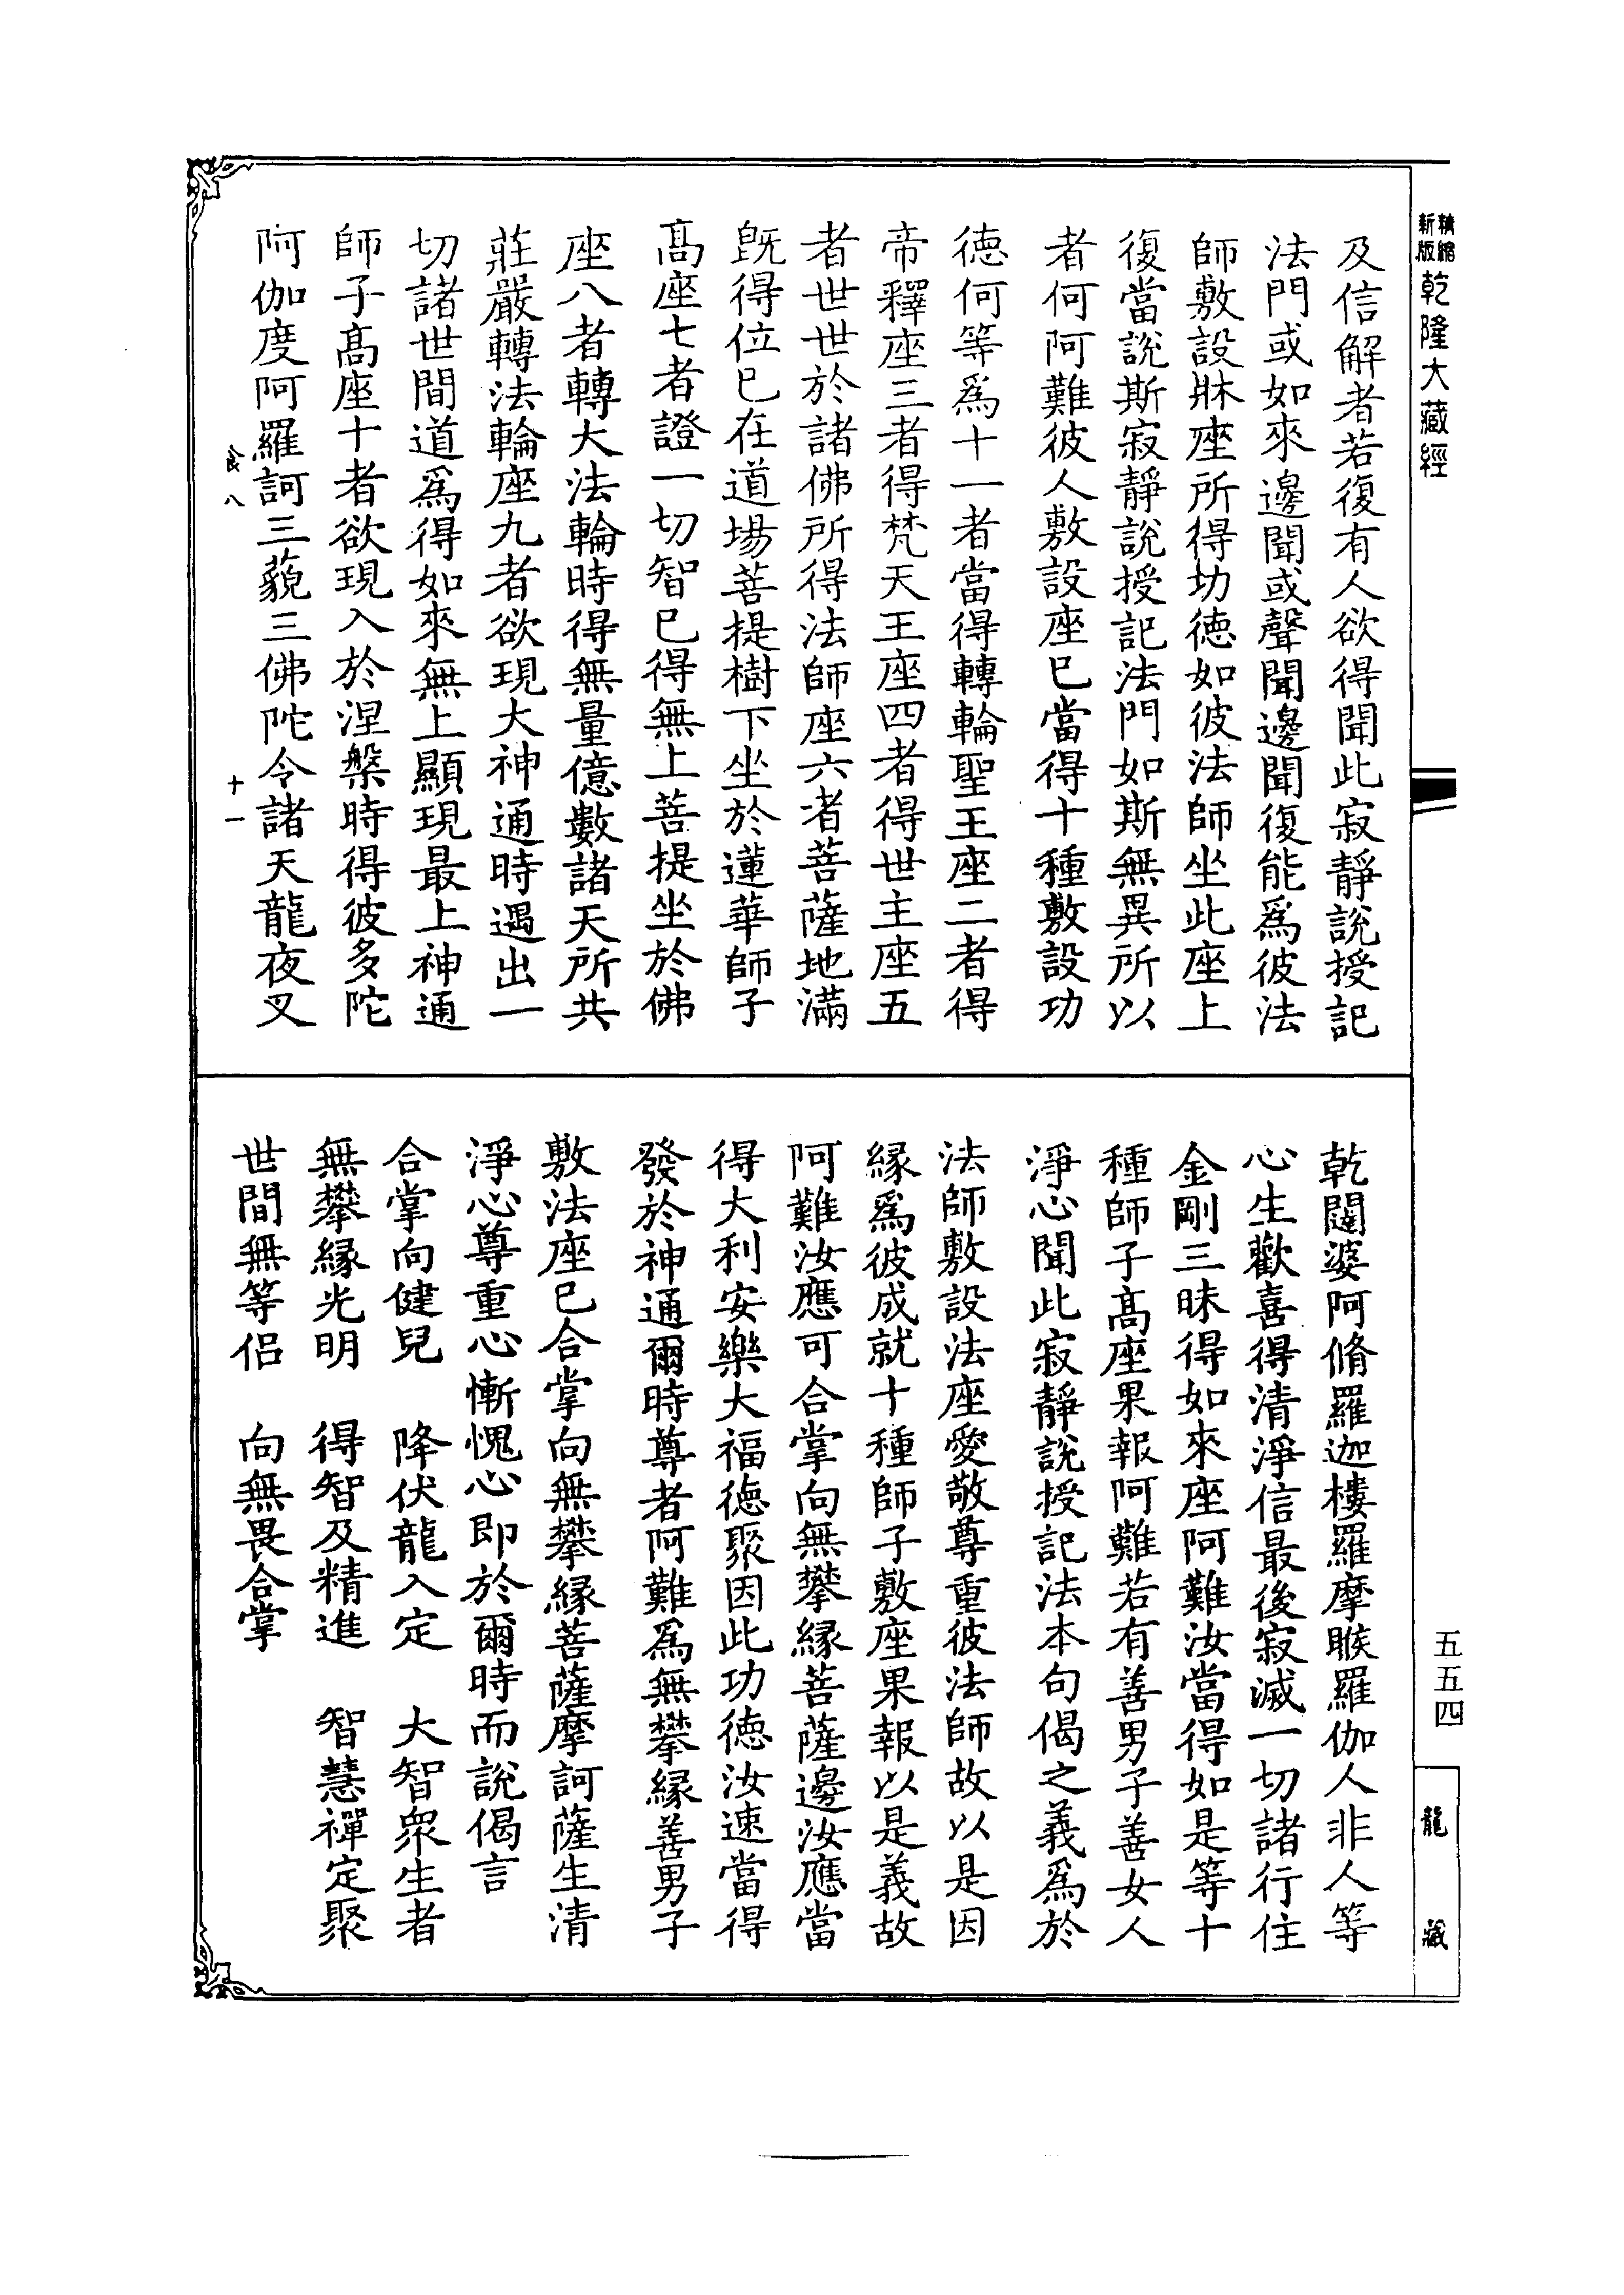 精縮新版乾隆大藏經
及信解者若復有人欲得聞此寂靜說授記
法門或如來邊聞或聲聞邊聞復能爲彼法
師敷設牀座所得功德如彼法師坐此座上
復當說斯寂靜說授記法門如斯無異所以
者何阿難彼人敷設座已當得十種敷設功
德何等爲十一者當得轉輪聖王座二者得
帝釋座三者得梵天王座四者得世主座五
者世世於諸佛所得法師座六者菩薩地滿
旣得位已在道場菩提樹下坐於蓮華師子
髙座七者證一切智已得無上菩提坐於佛
座八者轉大法輪時得無量億數諸天所共
莊嚴轉法輪座九者欲現大神通時遇出一
切諸世間道爲得如來無上顯現最上神通
師子髙座十者欲現入於涅槃時得彼多陀
阿伽度阿羅訶三藐三佛陀令諸天龍夜叉
食八 十一
乾闥婆阿脩羅迦樓羅摩睺羅伽人非人等
心生歡喜得清淨信最後寂滅一切諸行住
金剛三昧得如來座阿難汝當得如是等十
種師子髙座果報阿難若有善男子善女人
淨心聞此寂靜說授記法本句偈之義爲於
法師敷設法座愛敬尊重彼法師故以是因
緣爲彼成就十種師子敷座果報以是義故
阿難汝應可合掌向無攀緣菩薩邊汝應當
得大利安樂大福德聚因此功德汝速當得
發於神通爾時尊者阿難爲無攀緣善男子
敷法座已合掌向無攀緣菩薩摩訶薩生清
淨心尊重心慚愧心即於爾時而說偈言
合掌向健兒 降伏龍入定 大智衆生者
無攀緣光明 得智及精進 智慧禪定聚
世間無等侶 向無畏合掌
五五四
龍藏